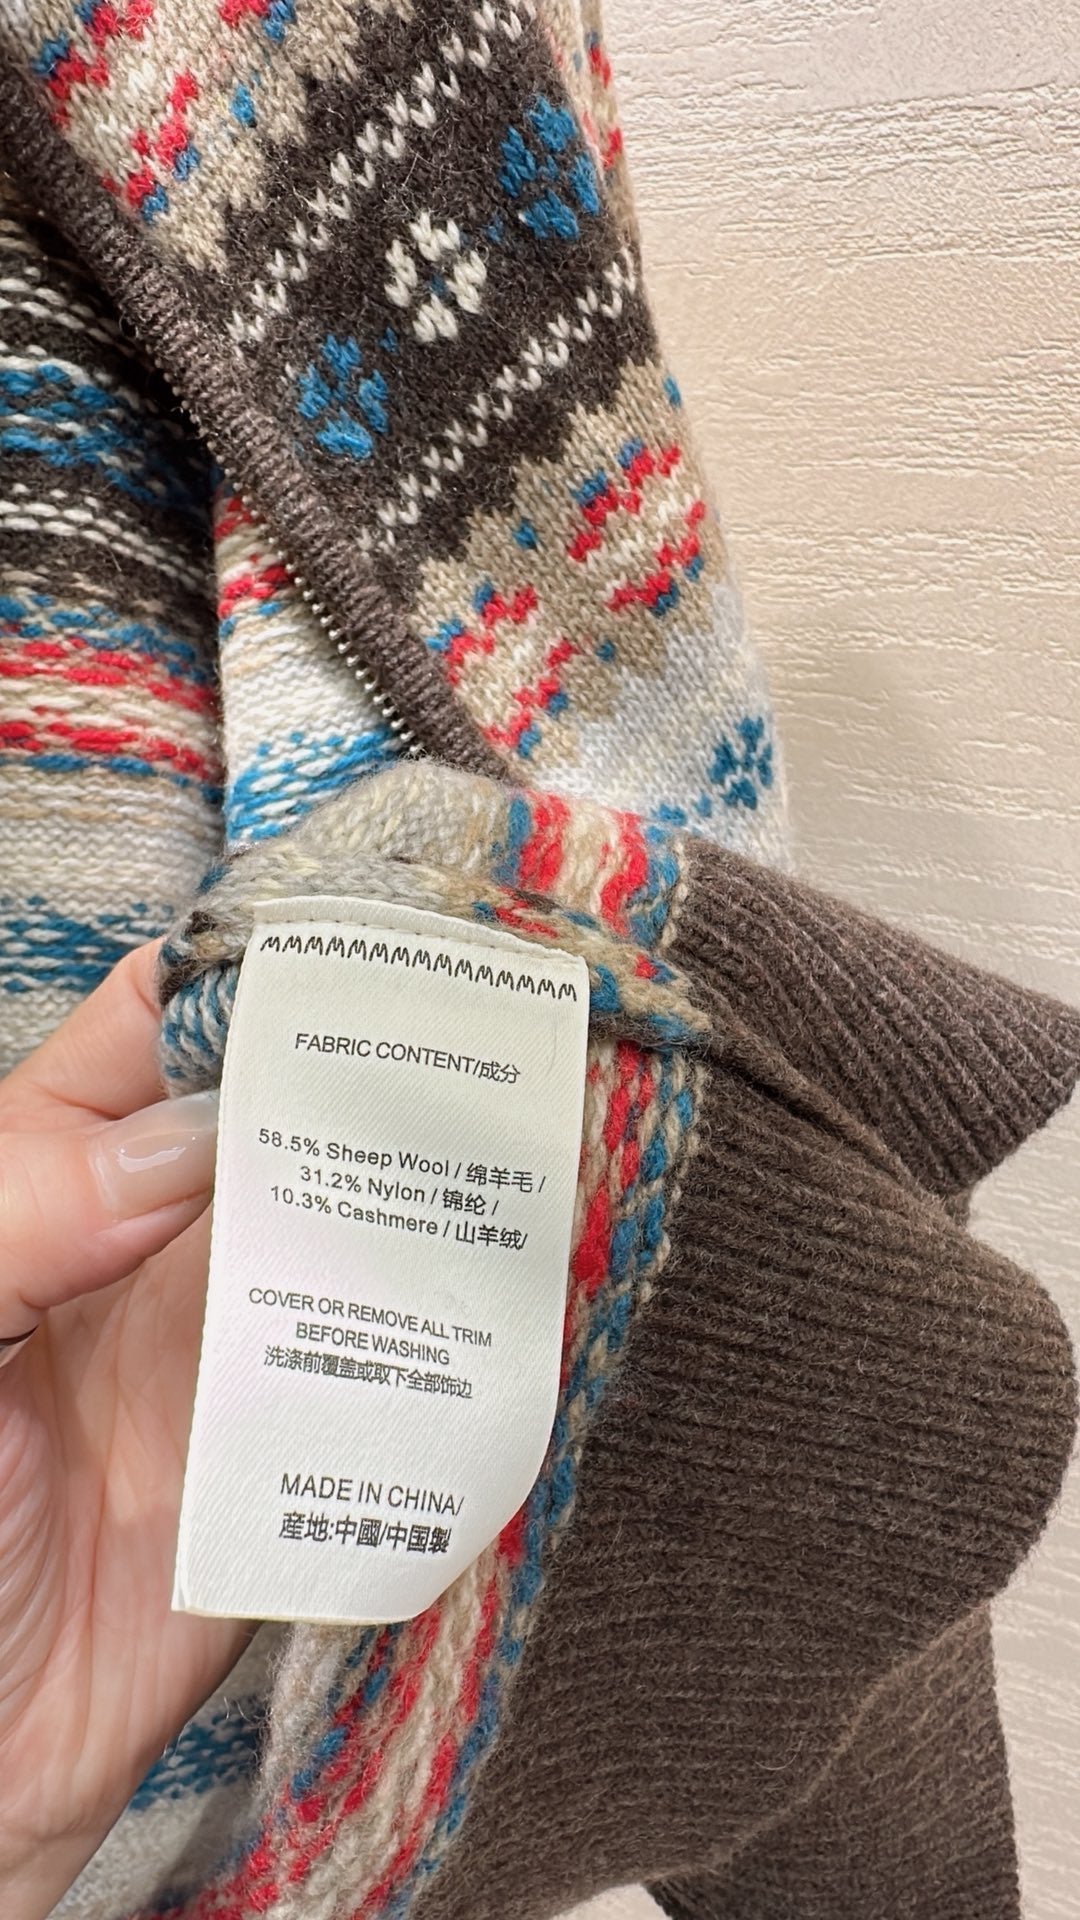 FABRIC CONTENT/成分
58.5% Sheep Wool / 绵羊毛 /
31.2% Nylon / 锦纶 /
10.3% Cashmere / 山羊绒/
COVER OR REMOVE ALL TRIM
BEFORE WASHING
洗涤前覆盖或取下全部饰边
MADE IN CHINA/
産地:中國/中国製